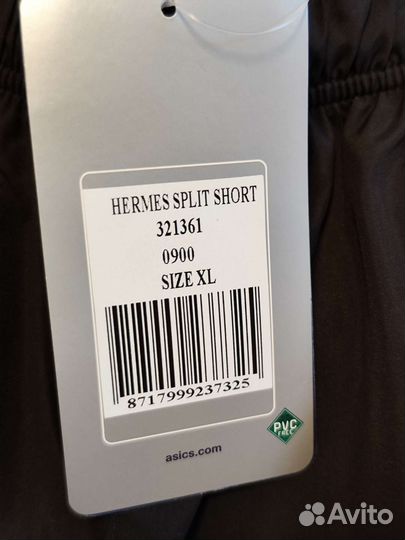 HERMES SPLIT SHORT
321361
0900
SIZE XL
8717999237325
PVC
FREE
asics.com
Avito